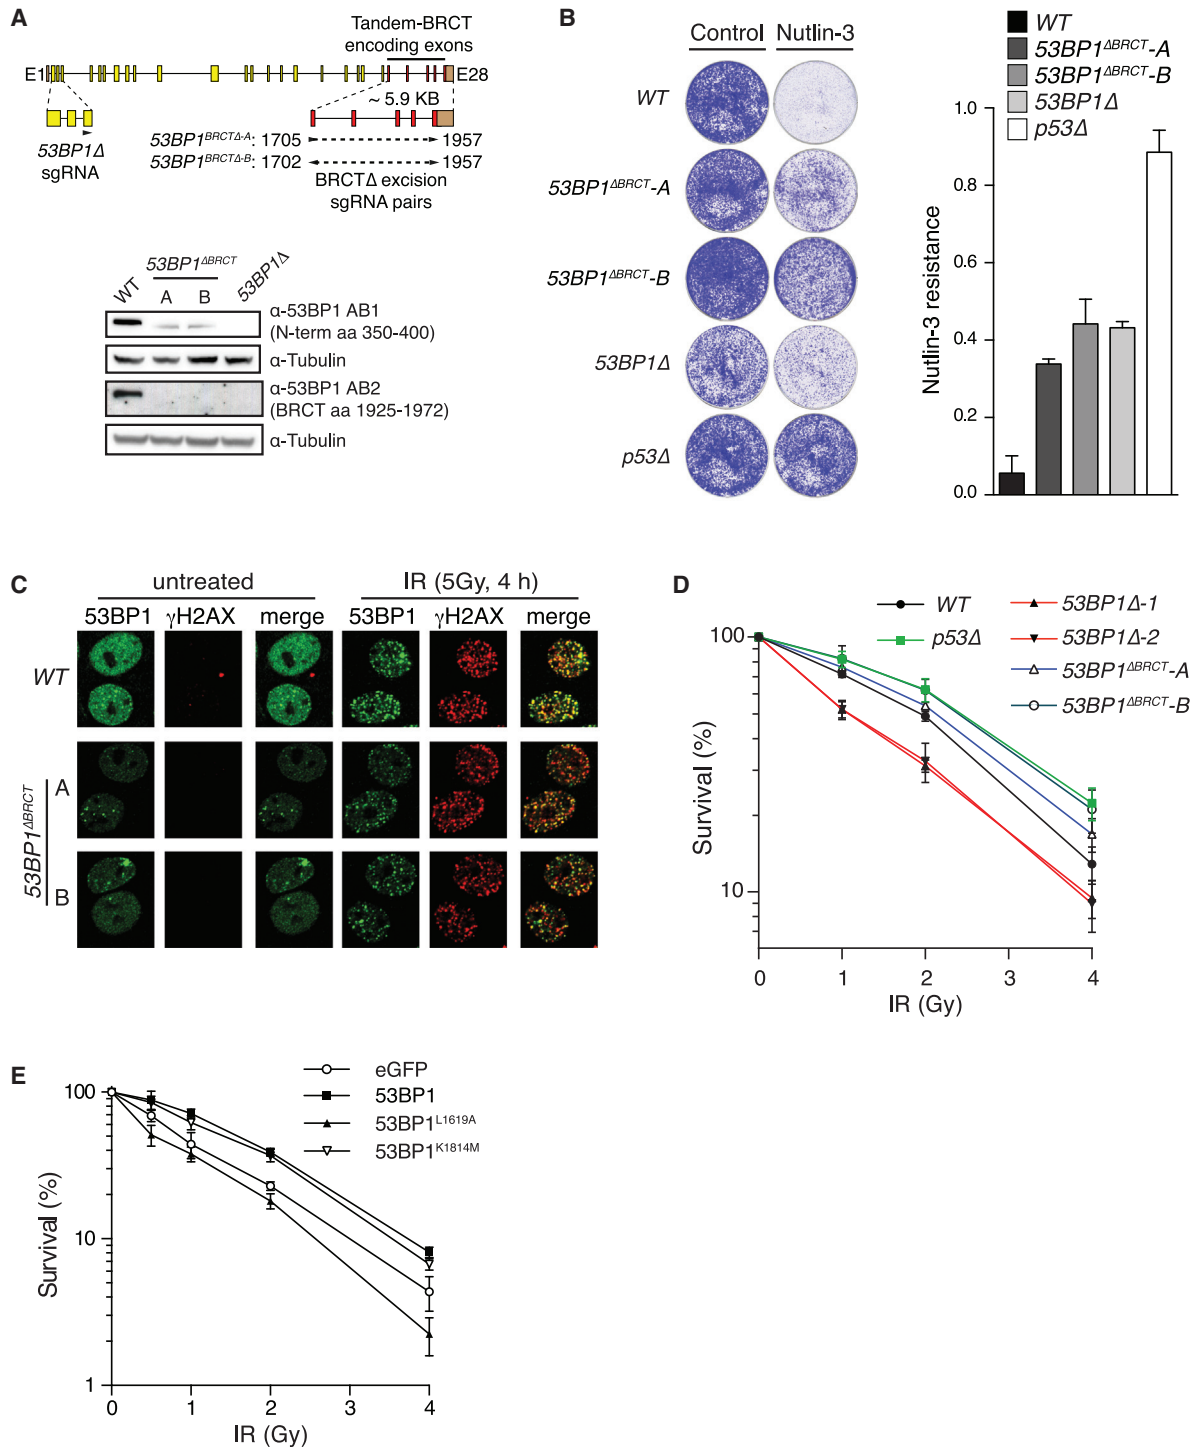 A
Tandem-BRCT
encoding exons
E1
E28
~ 5.9 KB
53BP1Δ
sgRNA
53BP1BRCTΔ-A: 1705
1957
53BP1BRCTΔ-B: 1702
1957
BRCTΔ excision
sgRNA pairs
WT
53BP1ΔBRCT
A
B
53BP1Δ
α-53BP1 AB1
(N-term aa 350-400)
α-Tubulin
α-53BP1 AB2
(BRCT aa 1925-1972)
α-Tubulin
B
Control
Nutlin-3
WT
53BP1ΔBRCT-A
53BP1ΔBRCT-B
53BP1Δ
p53Δ
WT
53BP1ΔBRCT-A
53BP1ΔBRCT-B
53BP1Δ
p53Δ
Nutlin-3 resistance
1.0
0.8
0.6
0.4
0.2
0.0
C
untreated
IR (5Gy, 4 h)
53BP1
γH2AX
merge
53BP1
γH2AX
merge
WT
53BP1ΔBRCT
A
B
D
WT
p53Δ
53BP1Δ-1
53BP1Δ-2
53BP1ΔBRCT-A
53BP1ΔBRCT-B
Survival (%)
100
10
0
1
2
3
4
IR (Gy)
E
eGFP
53BP1
53BP1L1619A
53BP1K1814M
Survival (%)
100
10
1
0
1
2
3
4
IR (Gy)